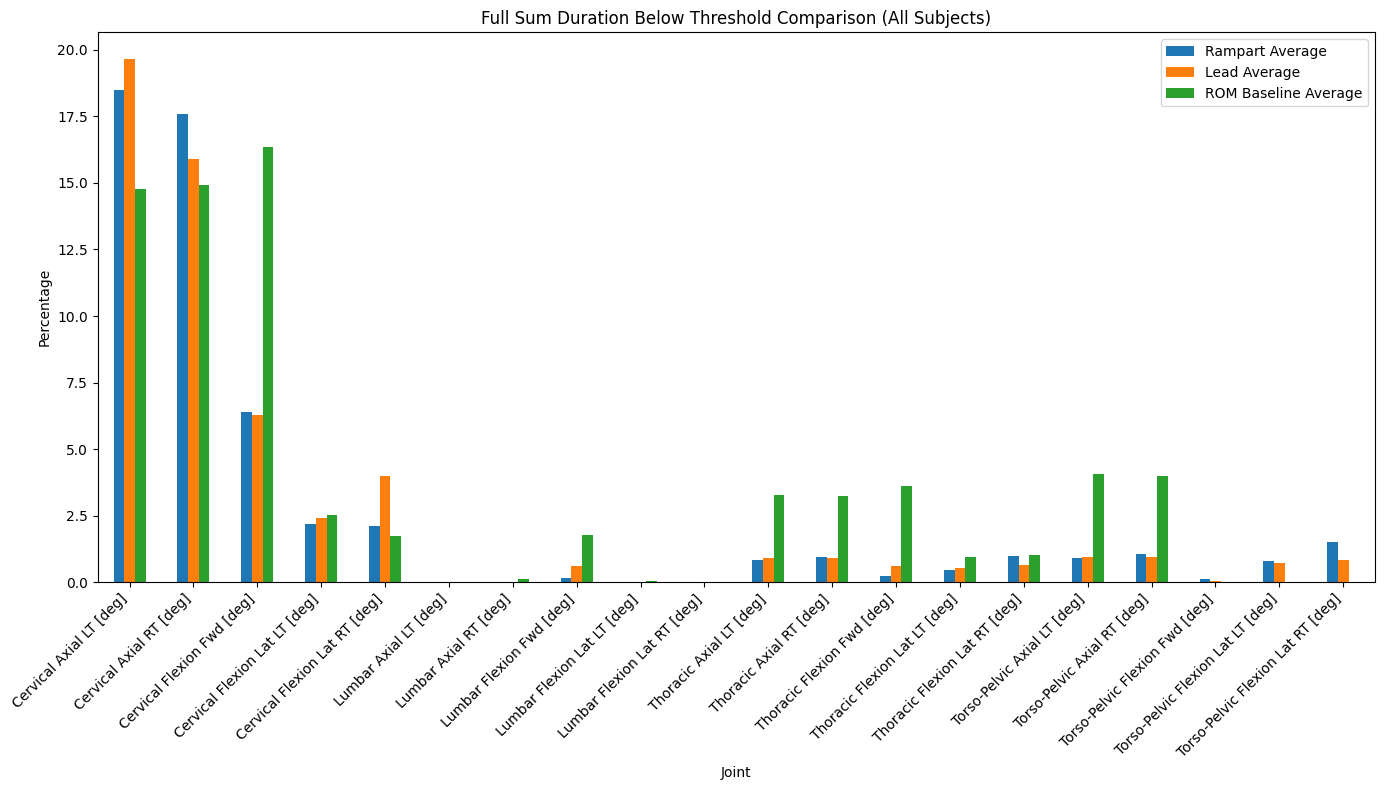 Full Sum Duration Below Threshold Comparison (All Subjects)
Rampart Average
Lead Average
ROM Baseline Average
Percentage
20.0
17.5
15.0
12.5
10.0
7.5
5.0
2.5
0.0
Cervical Axial LT [deg]
Cervical Axial RT [deg]
Cervical Flexion Fwd [deg]
Cervical Flexion Lat LT [deg]
Cervical Flexion Lat RT [deg]
Lumbar Axial LT [deg]
Lumbar Axial RT [deg]
Lumbar Flexion Fwd [deg]
Lumbar Flexion Lat LT [deg]
Lumbar Flexion Lat RT [deg]
Thoracic Axial LT [deg]
Thoracic Axial RT [deg]
Thoracic Flexion Fwd [deg]
Thoracic Flexion Lat LT [deg]
Thoracic Flexion Lat RT [deg]
Torso-Pelvic Axial LT [deg]
Torso-Pelvic Axial RT [deg]
Torso-Pelvic Flexion Fwd [deg]
Torso-Pelvic Flexion Lat LT [deg]
Torso-Pelvic Flexion Lat RT [deg]
Joint